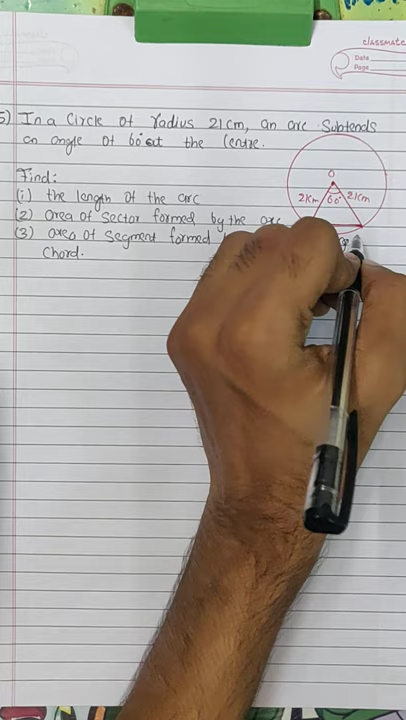 classmate
Date
Page
5) In a Circle of radius 21cm, an arc Subtends
an angle of 60° at the Centre.
Find:
(i) the length of the arc
(2) area of sector formed by the arc
(3) area of segment formed
Chord.
O
21cm 60° 21cm